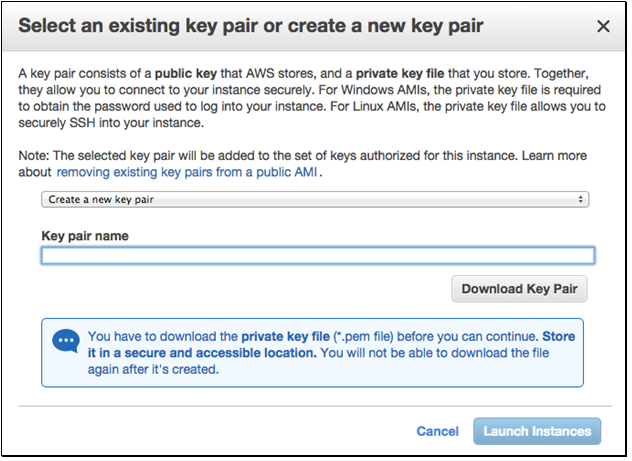 Select an existing key pair or create a new key pair
A key pair consists of a public key that AWS stores, and a private key file that you store. Together,
they allow you to connect to your instance securely. For Windows AMIs, the private key file is required
to obtain the password used to log into your instance. For Linux AMIs, the private key file allows you to
securely SSH into your instance.
Note: The selected key pair will be added to the set of keys authorized for this instance. Learn more
about removing existing key pairs from a public AMI.
Create a new key pair
Key pair name
Download Key Pair
You have to download the private key file (*.pem file) before you can continue. Store
it in a secure and accessible location. You will not be able to download the file
again after it's created.
Cancel
Launch Instances